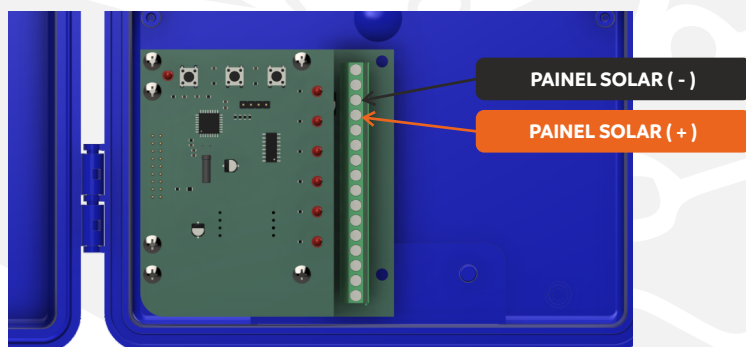 PAINEL SOLAR ( - )
PAINEL SOLAR ( + )